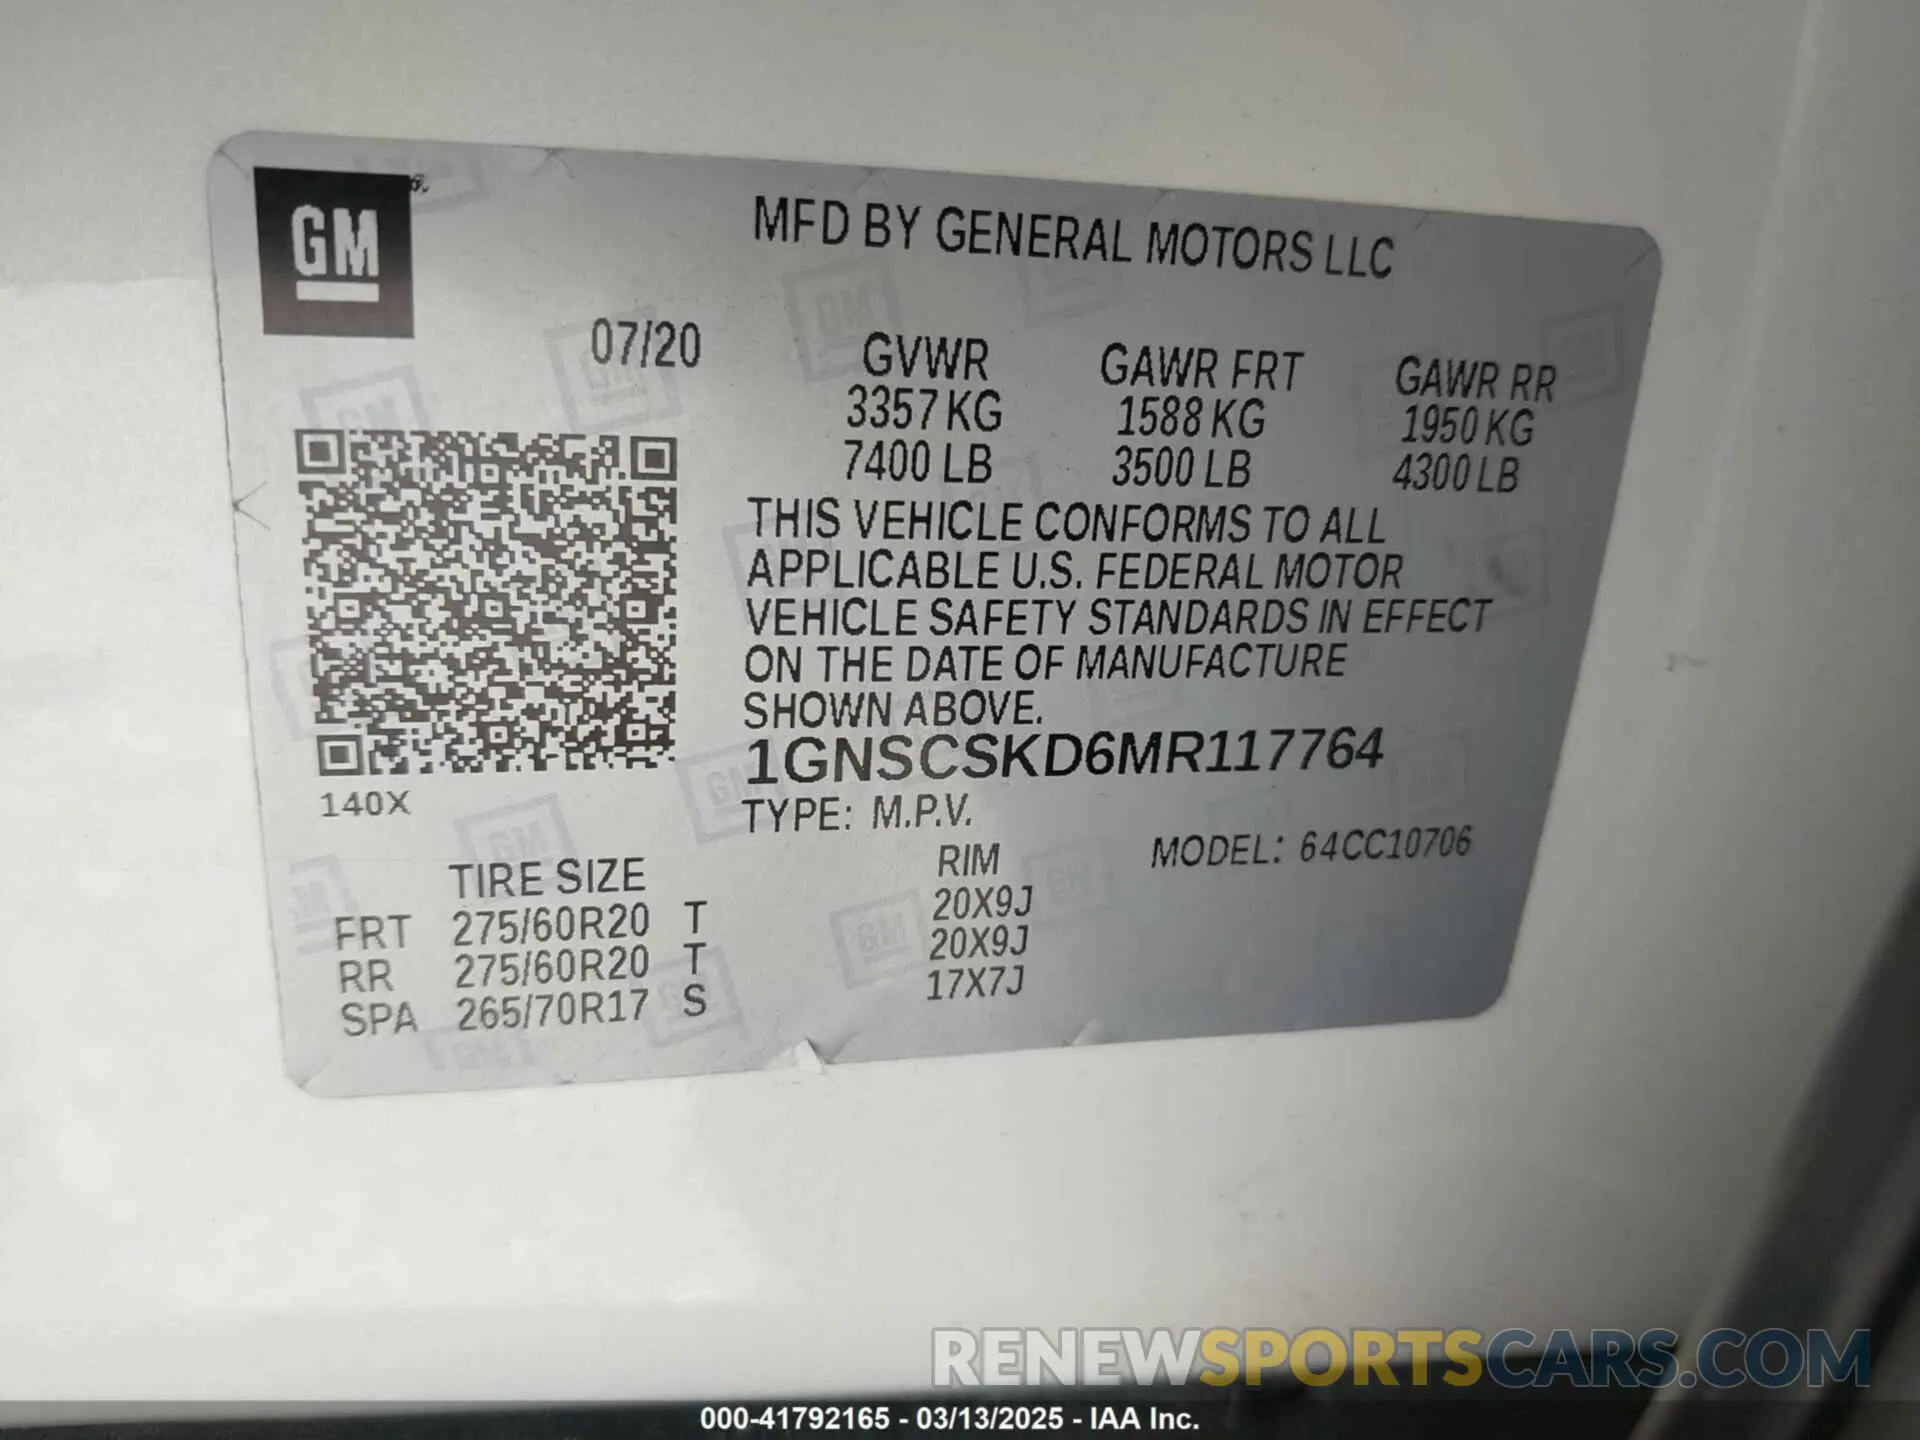 GM
MFD BY GENERAL MOTORS LLC
07/20
GVWR GAWR FRT GAWR RR
3357 KG 1588 KG 1950 KG
7400 LB 3500 LB 4300 LB
THIS VEHICLE CONFORMS TO ALL
APPLICABLE U.S. FEDERAL MOTOR
VEHICLE SAFETY STANDARDS IN EFFECT
ON THE DATE OF MANUFACTURE
SHOWN ABOVE.
1GNSCSKD6MR117764
140X
TYPE: M.P.V.
MODEL: 64CC10706
TIRE SIZE RIM
FRT 275/60R20 T 20X9J
RR 275/60R20 T 20X9J
SPA 265/70R17 S 17X7J
RENEWSPORTSCARS.COM
000-41792165 - 03/13/2025 - IAA Inc.